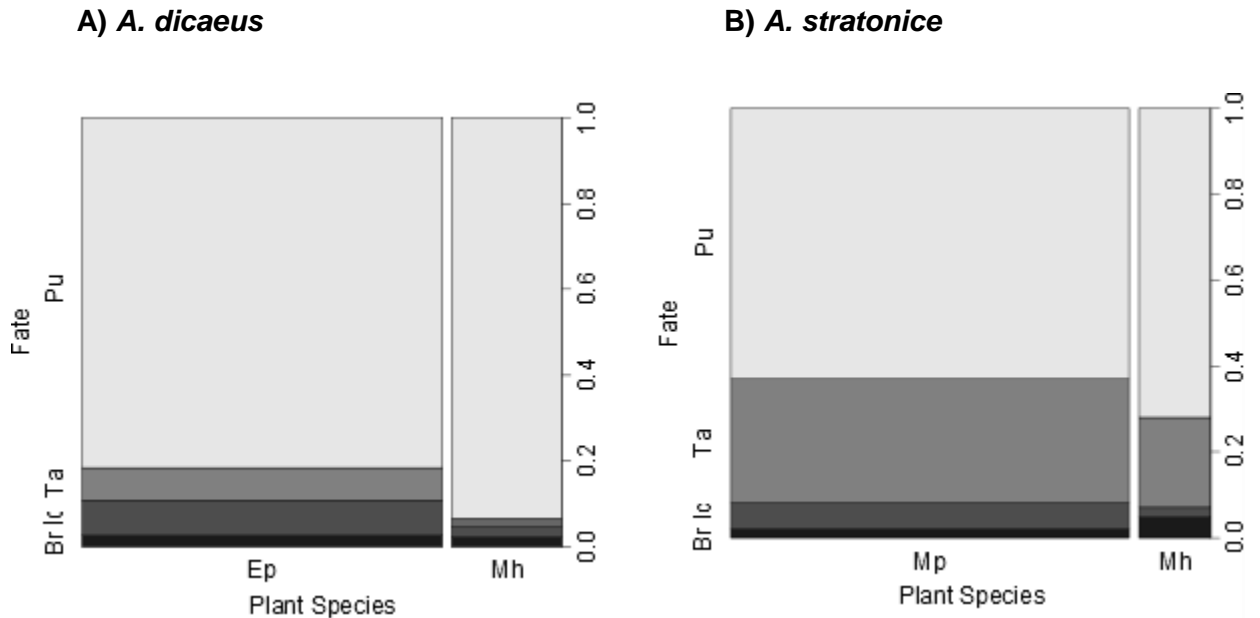 A) A. dicaeus
B) A. stratonice
Fate
Br Ic Ta Pu
0.0 0.2 0.4 0.6 0.8 1.0
Ep Mh
Plant Species
Fate
Br Ic Ta Pu
0.0 0.2 0.4 0.6 0.8 1.0
Mp Mh
Plant Species